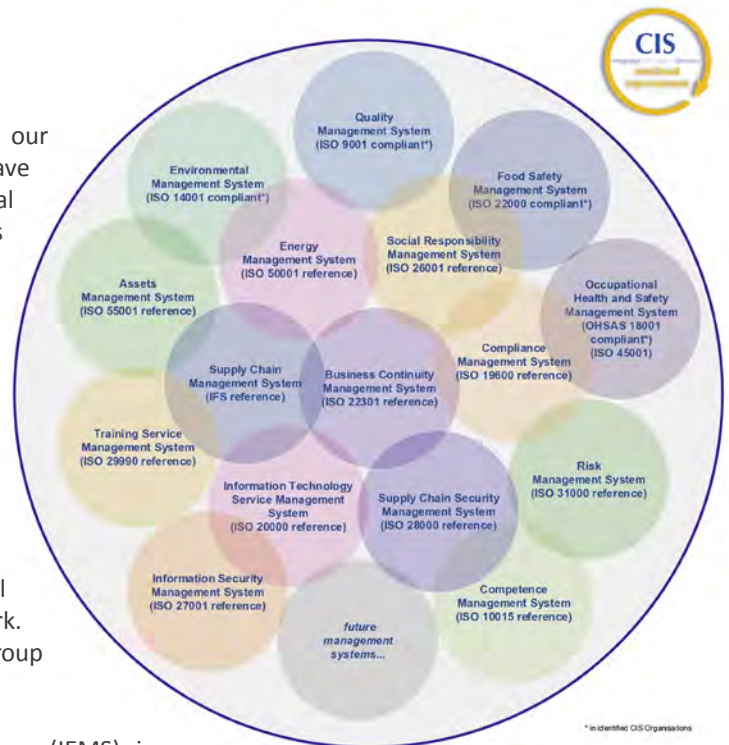 CIS
continual
improvement
our
ave
al
s
l
rk.
roup
(IEMS) i
Quality
Management System
(ISO 9001 compliant*)
Environmental
Management System
(ISO 14001 compliant*)
Food Safety
Management System
(ISO 22000 compliant*)
Energy
Management System
(ISO 50001 reference)
Social Responsibility
Management System
(ISO 26001 reference)
Assets
Management System
(ISO 55001 reference)
Occupational
Health and Safety
Management System
(OHSAS 18001
compliant*)
(ISO 45001)
Supply Chain
Management System
(IFS reference)
Business Continuity
Management System
(ISO 22301 reference)
Compliance
Management System
(ISO 19600 reference)
Training Service
Management System
(ISO 29990 reference)
Risk
Management System
(ISO 31000 reference)
Information Technology
Service Management
System
(ISO 20000 reference)
Supply Chain Security
Management System
(ISO 28000 reference)
Information Security
Management System
(ISO 27001 reference)
Competence
Management System
(ISO 10015 reference)
future
management
systems...
* in identified CIS Organisations